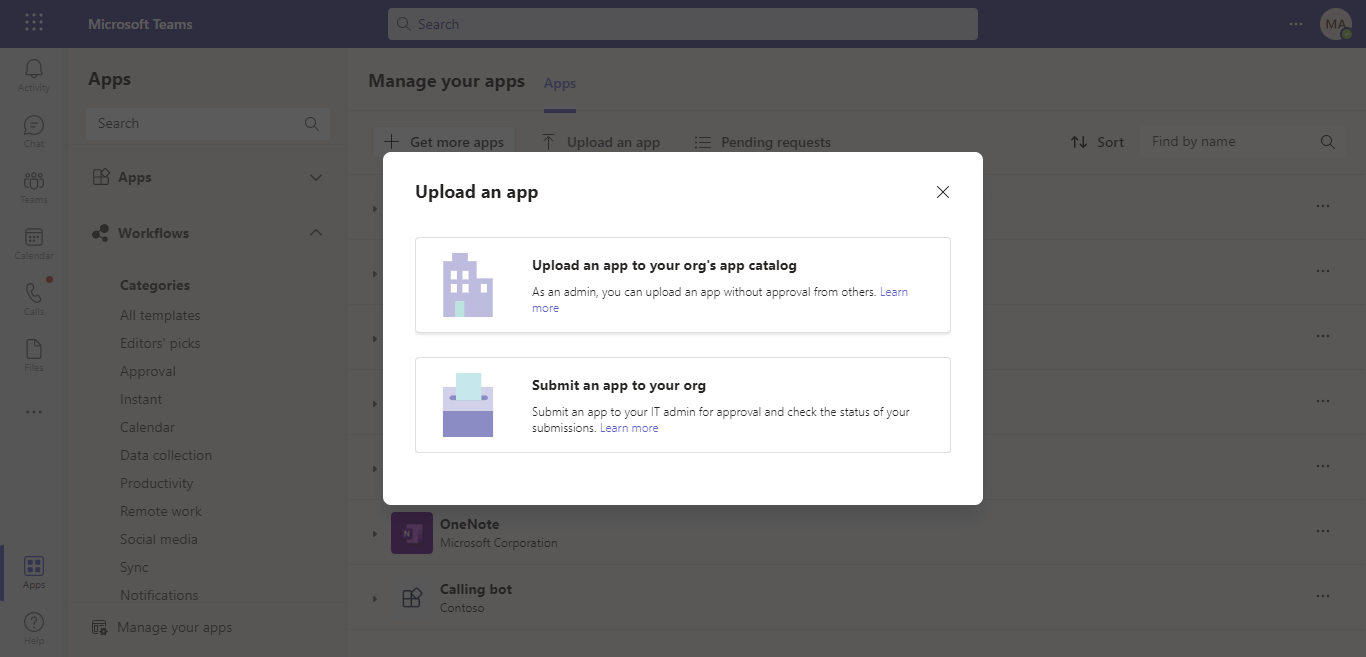 Microsoft Teams
Search
MA
Activity
Chat
Teams
Calendar
Calls
Files
Apps
Help
Apps
Search
Apps
Workflows
Categories
All templates
Editors' picks
Approval
Instant
Calendar
Data collection
Productivity
Remote work
Social media
Sync
Notifications
Manage your apps
Manage your apps Apps
Get more apps Upload an app Pending requests Sort Find by name
Upload an app
Upload an app to your org's app catalog
As an admin, you can upload an app without approval from others. Learn
more
Submit an app to your org
Submit an app to your IT admin for approval and check the status of your
submissions. Learn more
N
OneNote
Microsoft Corporation
Calling bot
Contoso